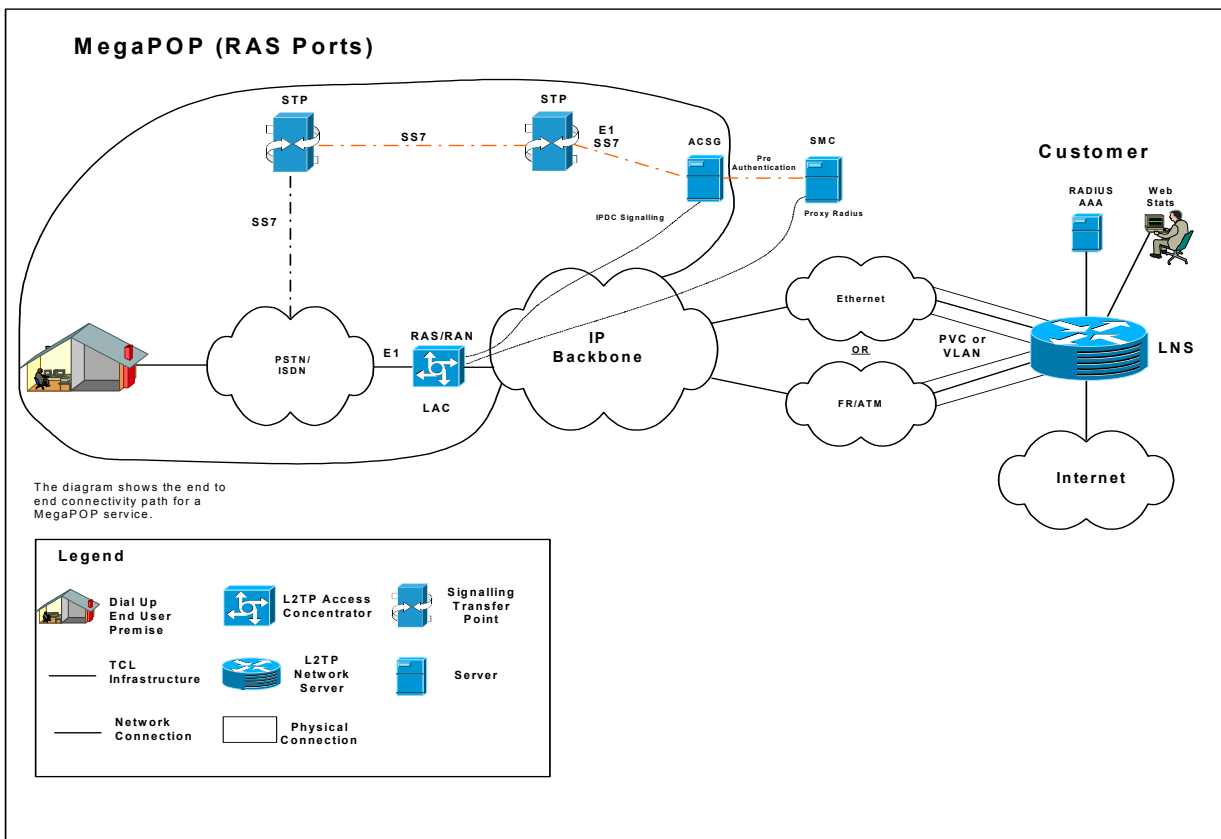 MegaPOP (RAS Ports)
STP
STP
SS7
E1
SS7
ACSG
SMC
Pre
Authentication
Customer
RADIUS
AAA
Web
Stats
SS7
IPDC Signalling
Proxy Radius
PSTN/
ISDN
E1
RAS/RAN
LAC
IP
Backbone
Ethernet
OR
FR/ATM
PVC or
VLAN
LNS
Internet
The diagram shows the end to
end connectivity path for a
MegaPOP service.
Legend
Dial Up
End User
Premise
L2TP Access
Concentrator
Signalling
Transfer
Point
TCL
Infrastructure
L2TP
Network
Server
Server
Network
Connection
Physical
Connection